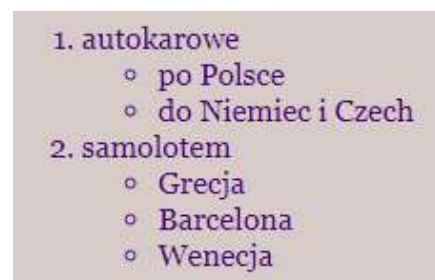 1. autokarowe
◦ po Polsce
◦ do Niemiec i Czech
2. samolotem
◦ Grecja
◦ Barcelona
◦ Wenecja